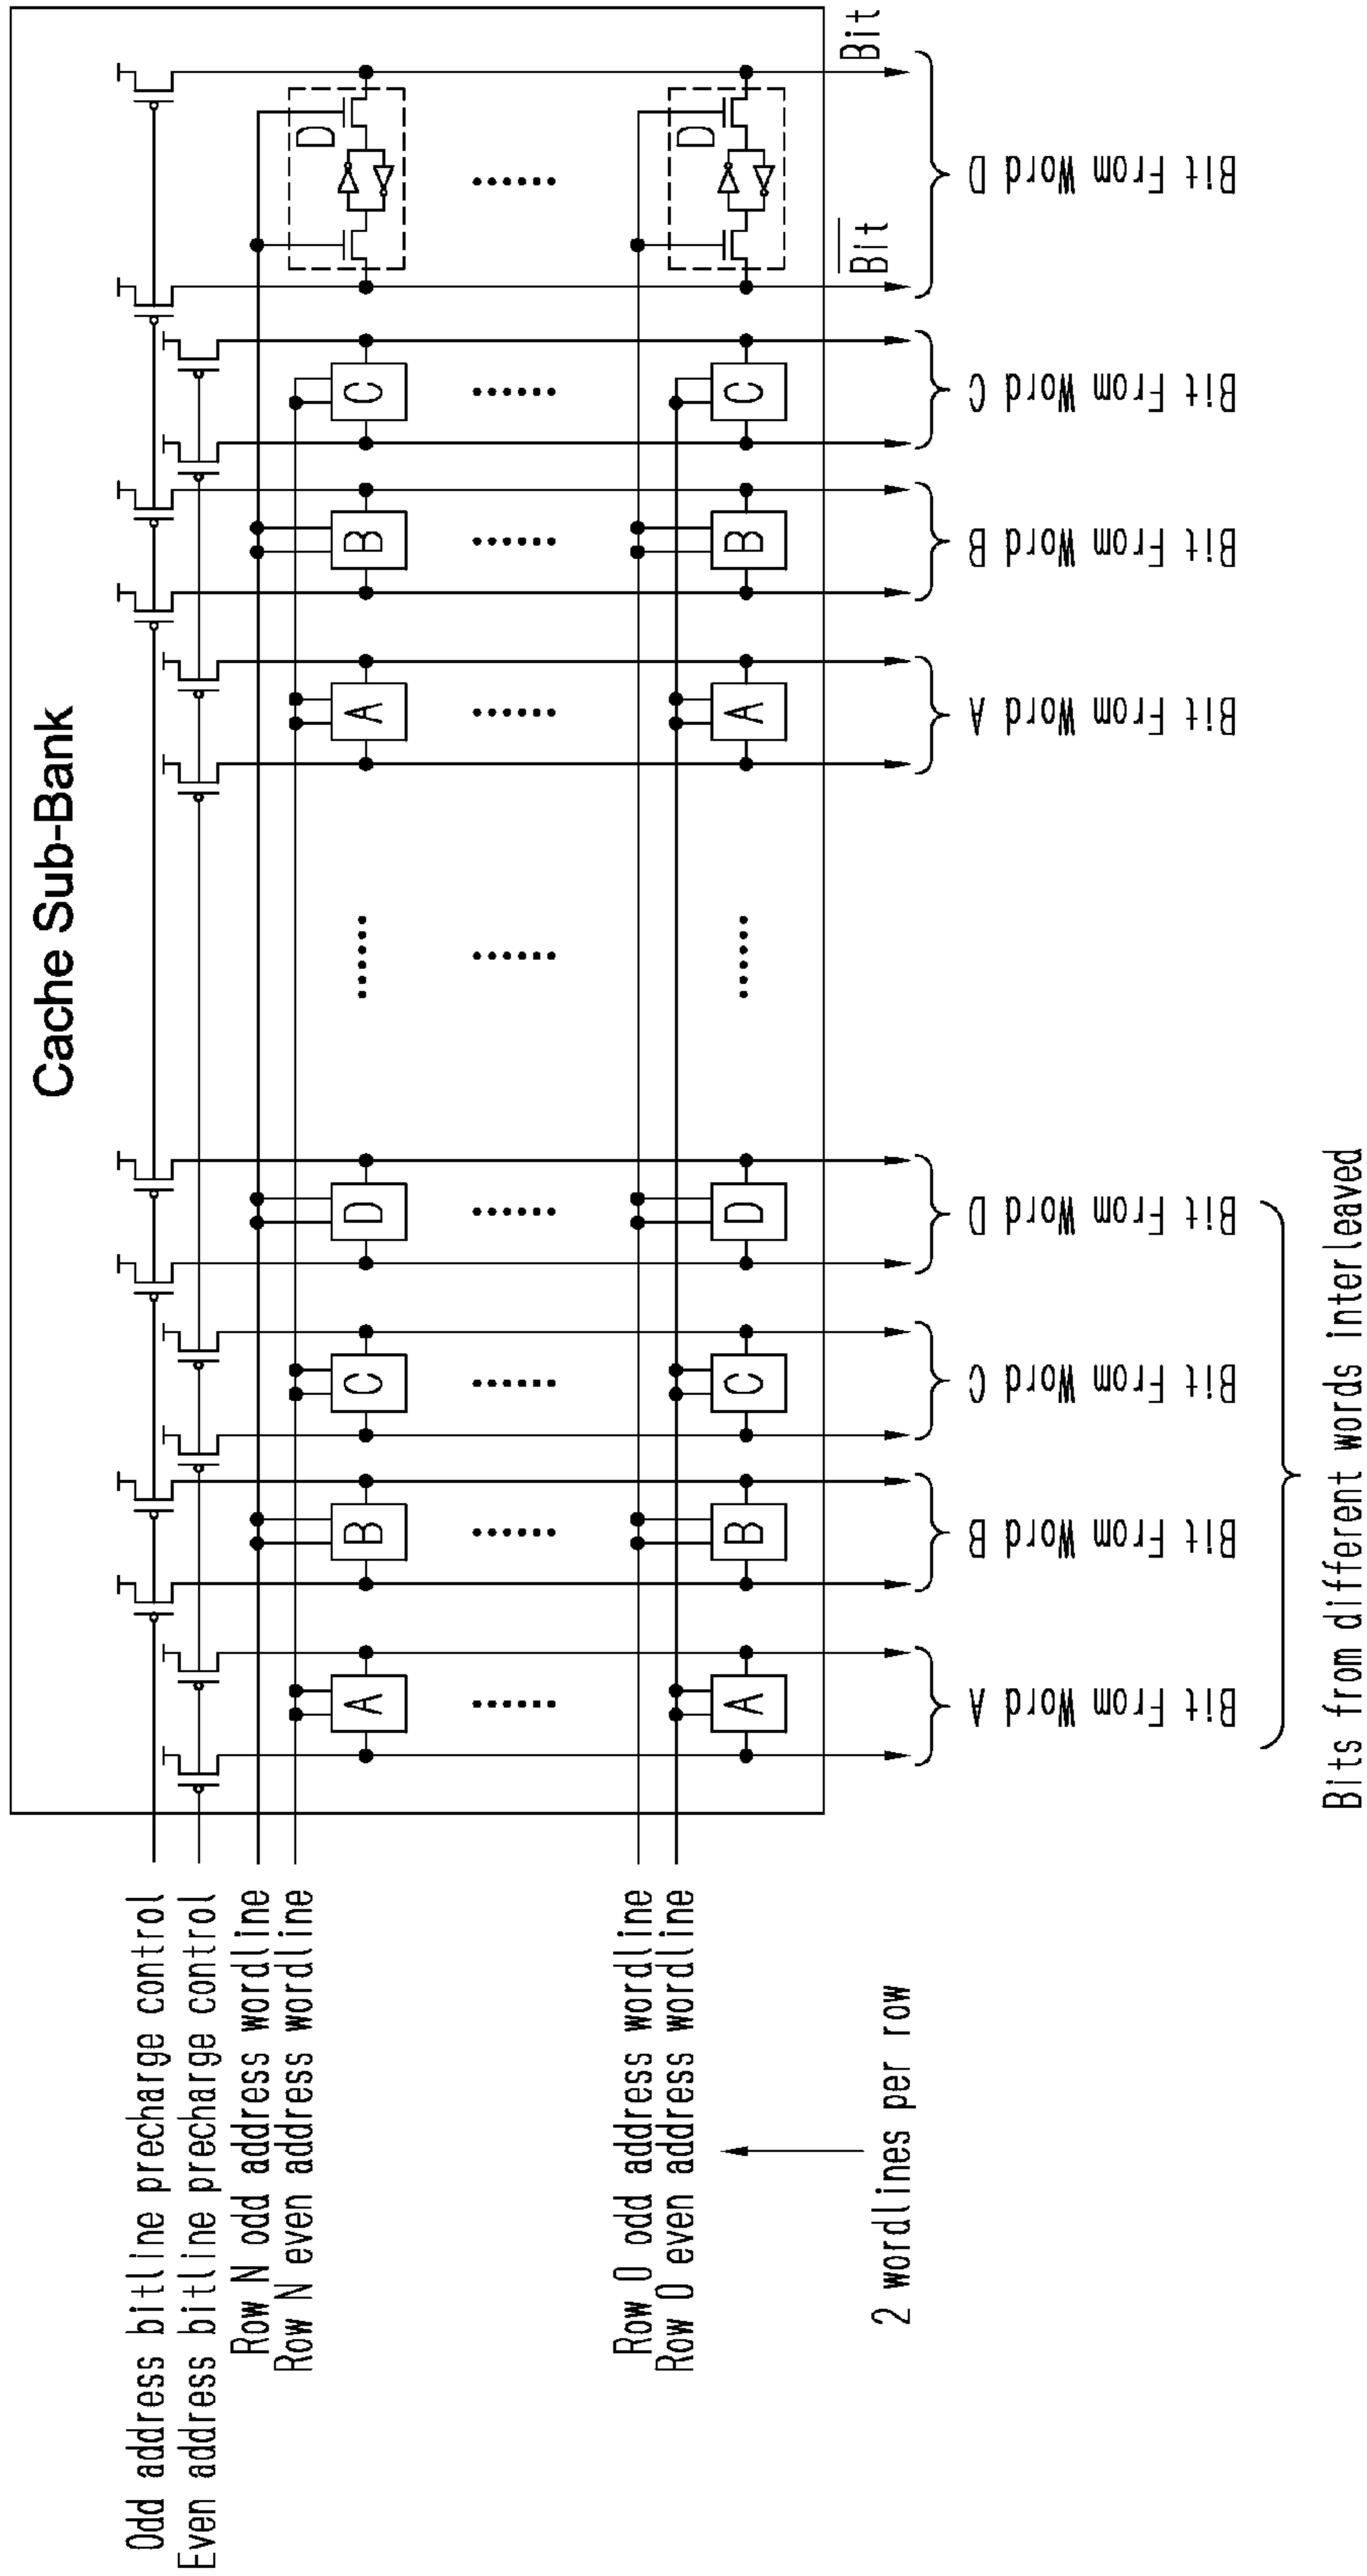 Cache Sub-Bank
Odd address bitline precharge control
Even address bitline precharge control
Row N odd address wordline
Row N even address wordline
A
B
C
D
A
B
C
D
Row 0 odd address wordline
Row 0 even address wordline
A
B
C
D
A
B
C
D
2 wordlines per row
Bit
Bit
Bit From Word A
Bit From Word B
Bit From Word C
Bit From Word D
Bit From Word A
Bit From Word B
Bit From Word C
Bit From Word D
Bits from different words interleaved